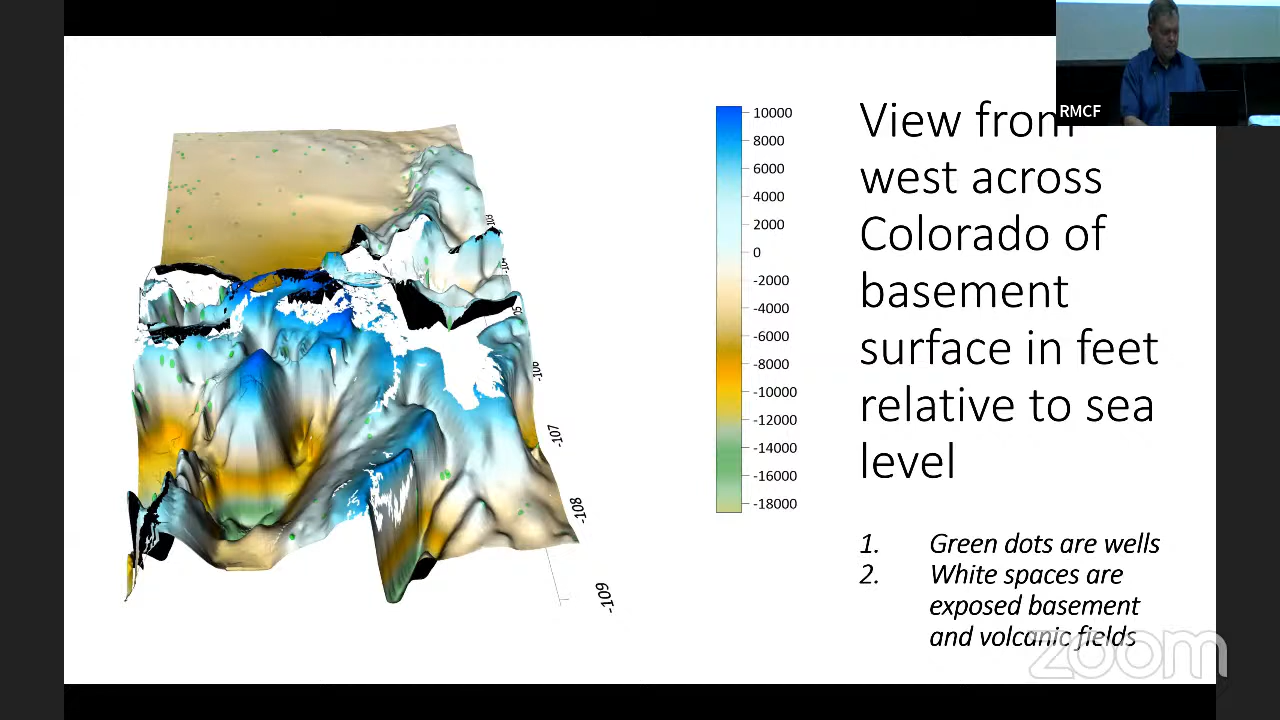 RMCF
View from
west across
Colorado of
basement
surface in feet
relative to sea
level
1. Green dots are wells
2. White spaces are
exposed basement
and volcanic fields
10000
8000
6000
4000
2000
0
-2000
-4000
-6000
-8000
-10000
-12000
-14000
-16000
-18000
-106
-107
-108
-109
zoom